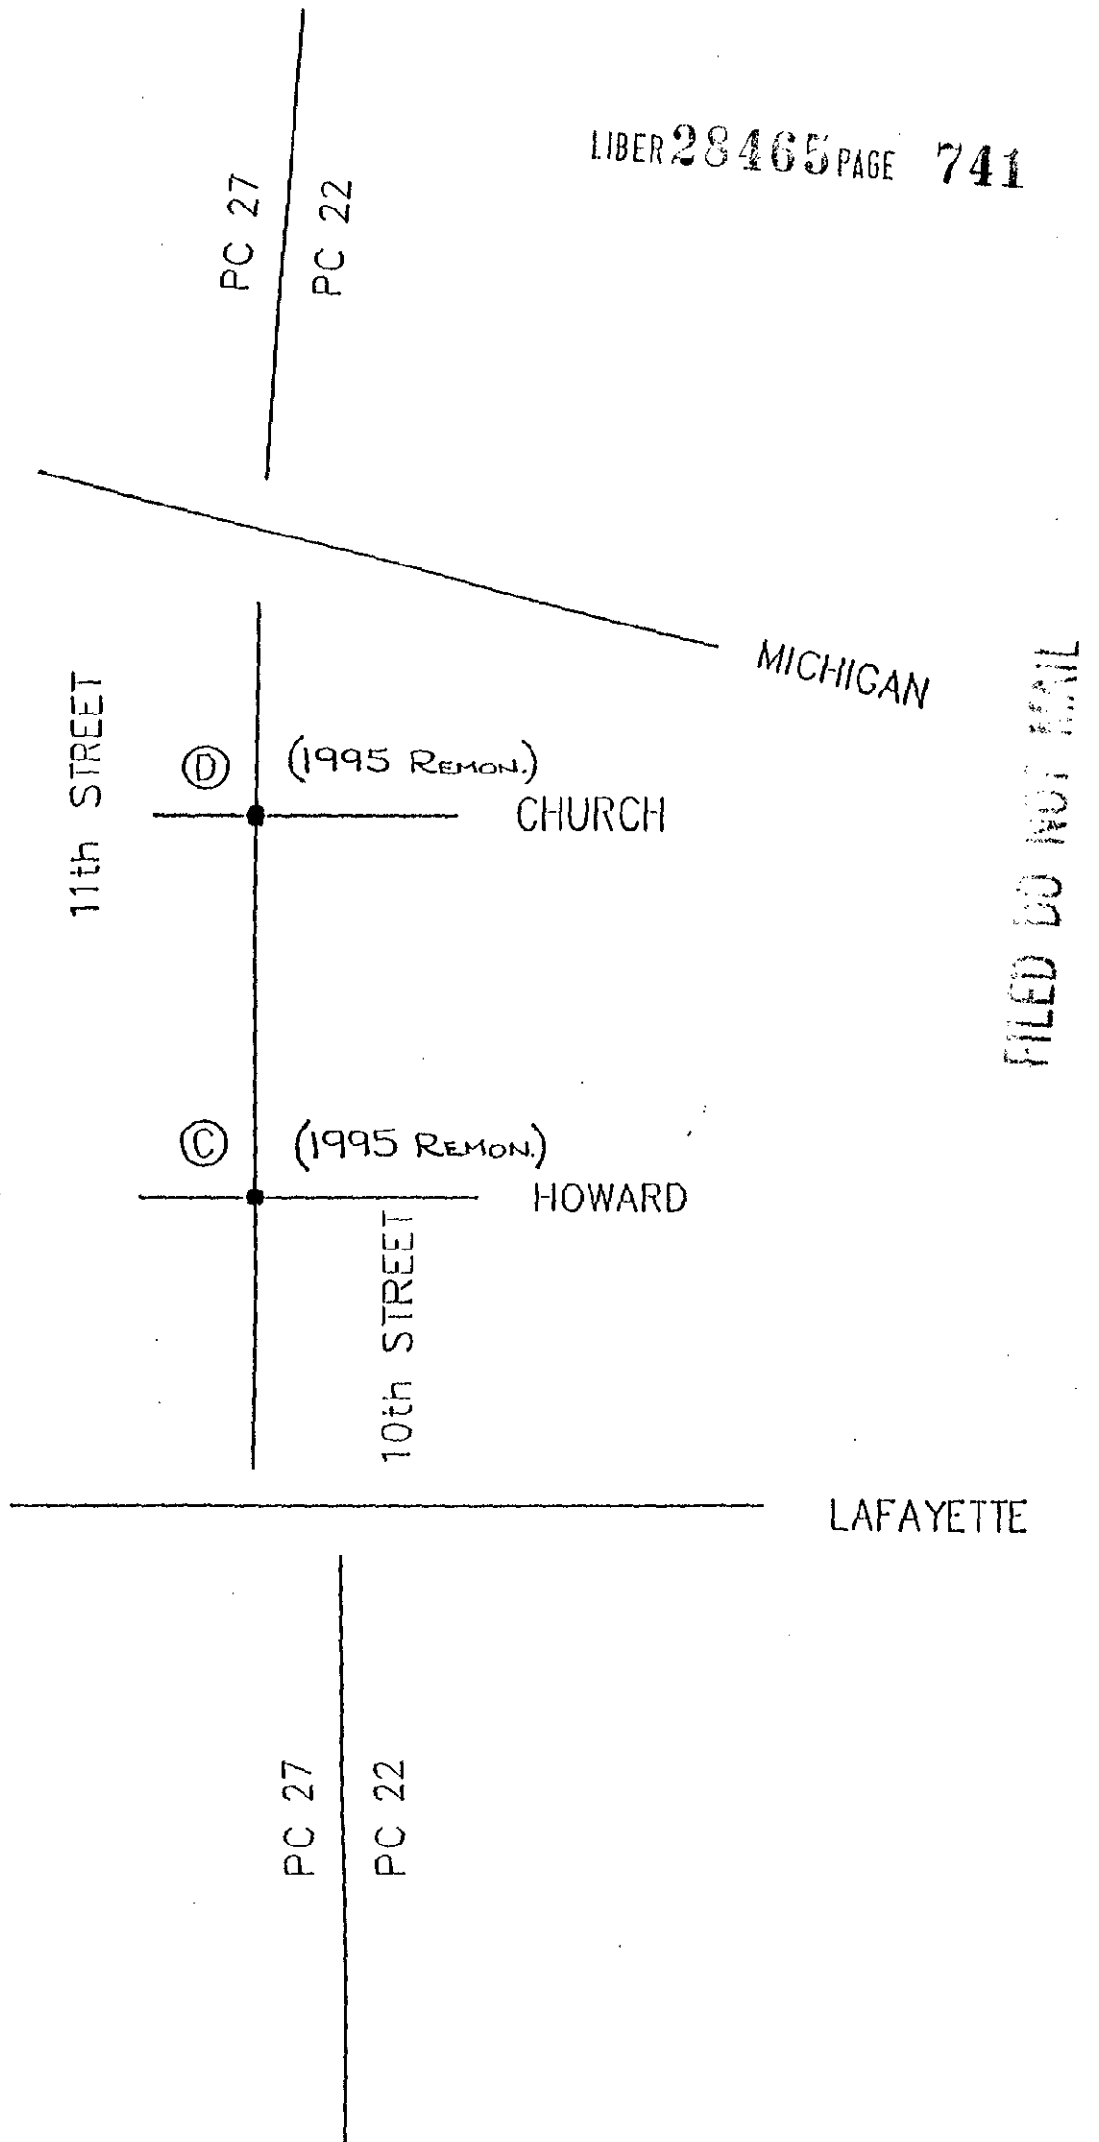 LIBER 28465 PAGE 741
PC 27
PC 22
MICHIGAN
11th STREET
D
(1995 REMON.)
CHURCH
FILED DO NOT MAIL
C
(1995 REMON.)
HOWARD
10th STREET
LAFAYETTE
PC 27
PC 22